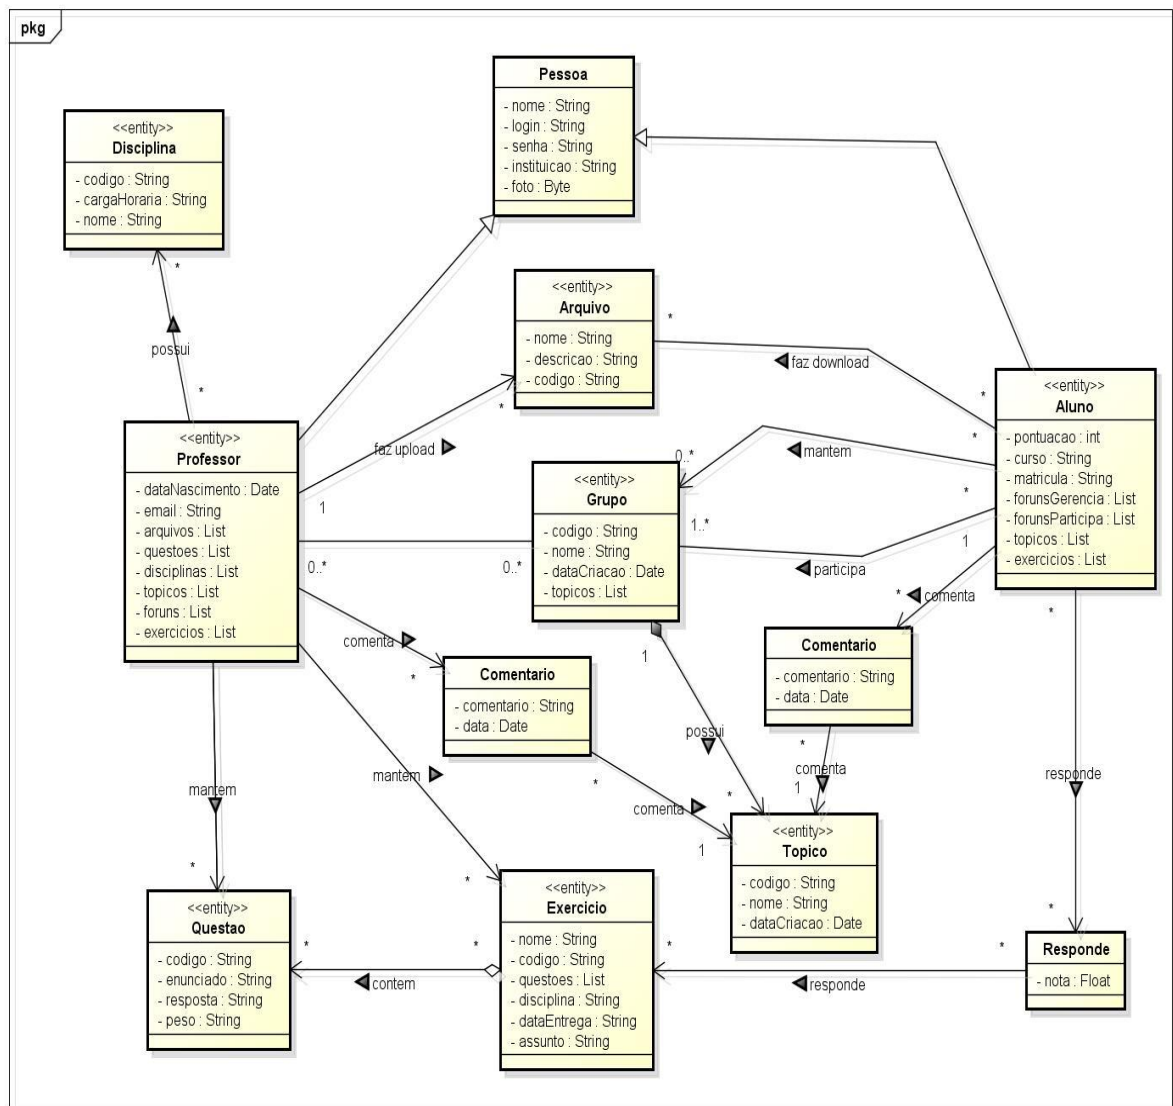 pkg
Pessoa
- nome : String
- login : String
- senha : String
- instituicao : String
- foto : Byte
<<entity>>
Disciplina
- codigo : String
- cargaHoraria : String
- nome : String
*
possui
*
<<entity>>
Arquivo
- nome : String
- descricao : String
- codigo : String
*
faz download
*
*
faz upload
1
<<entity>>
Aluno
- pontuacao : int
- curso : String
- matricula : String
- forunsGerencia : List
- forunsParticipa : List
- topicos : List
- exercicios : List
*
mantem
0..*
*
1..*
participa
1
<<entity>>
Professor
- dataNascimento : Date
- email : String
- arquivos : List
- questoes : List
- disciplinas : List
- topicos : List
- foruns : List
- exercicios : List
0..*
0..*
<<entity>>
Grupo
- codigo : String
- nome : String
- dataCriacao : Date
- topicos : List
* comenta
*
comenta
*
1
Comentario
- comentario : String
- data : Date
Comentario
- comentario : String
- data : Date
possui
*
*
comenta
1
*
comenta
1
mantem
*
mantem
*
responde
*
<<entity>>
Topico
- codigo : String
- nome : String
- dataCriacao : Date
<<entity>>
Questao
- codigo : String
- enunciado : String
- resposta : String
- peso : String
*
contem
*
<<entity>>
Exercicio
- nome : String
- codigo : String
- questoes : List
- disciplina : String
- dataEntrega : String
- assunto : String
*
responde
*
Responde
- nota : Float